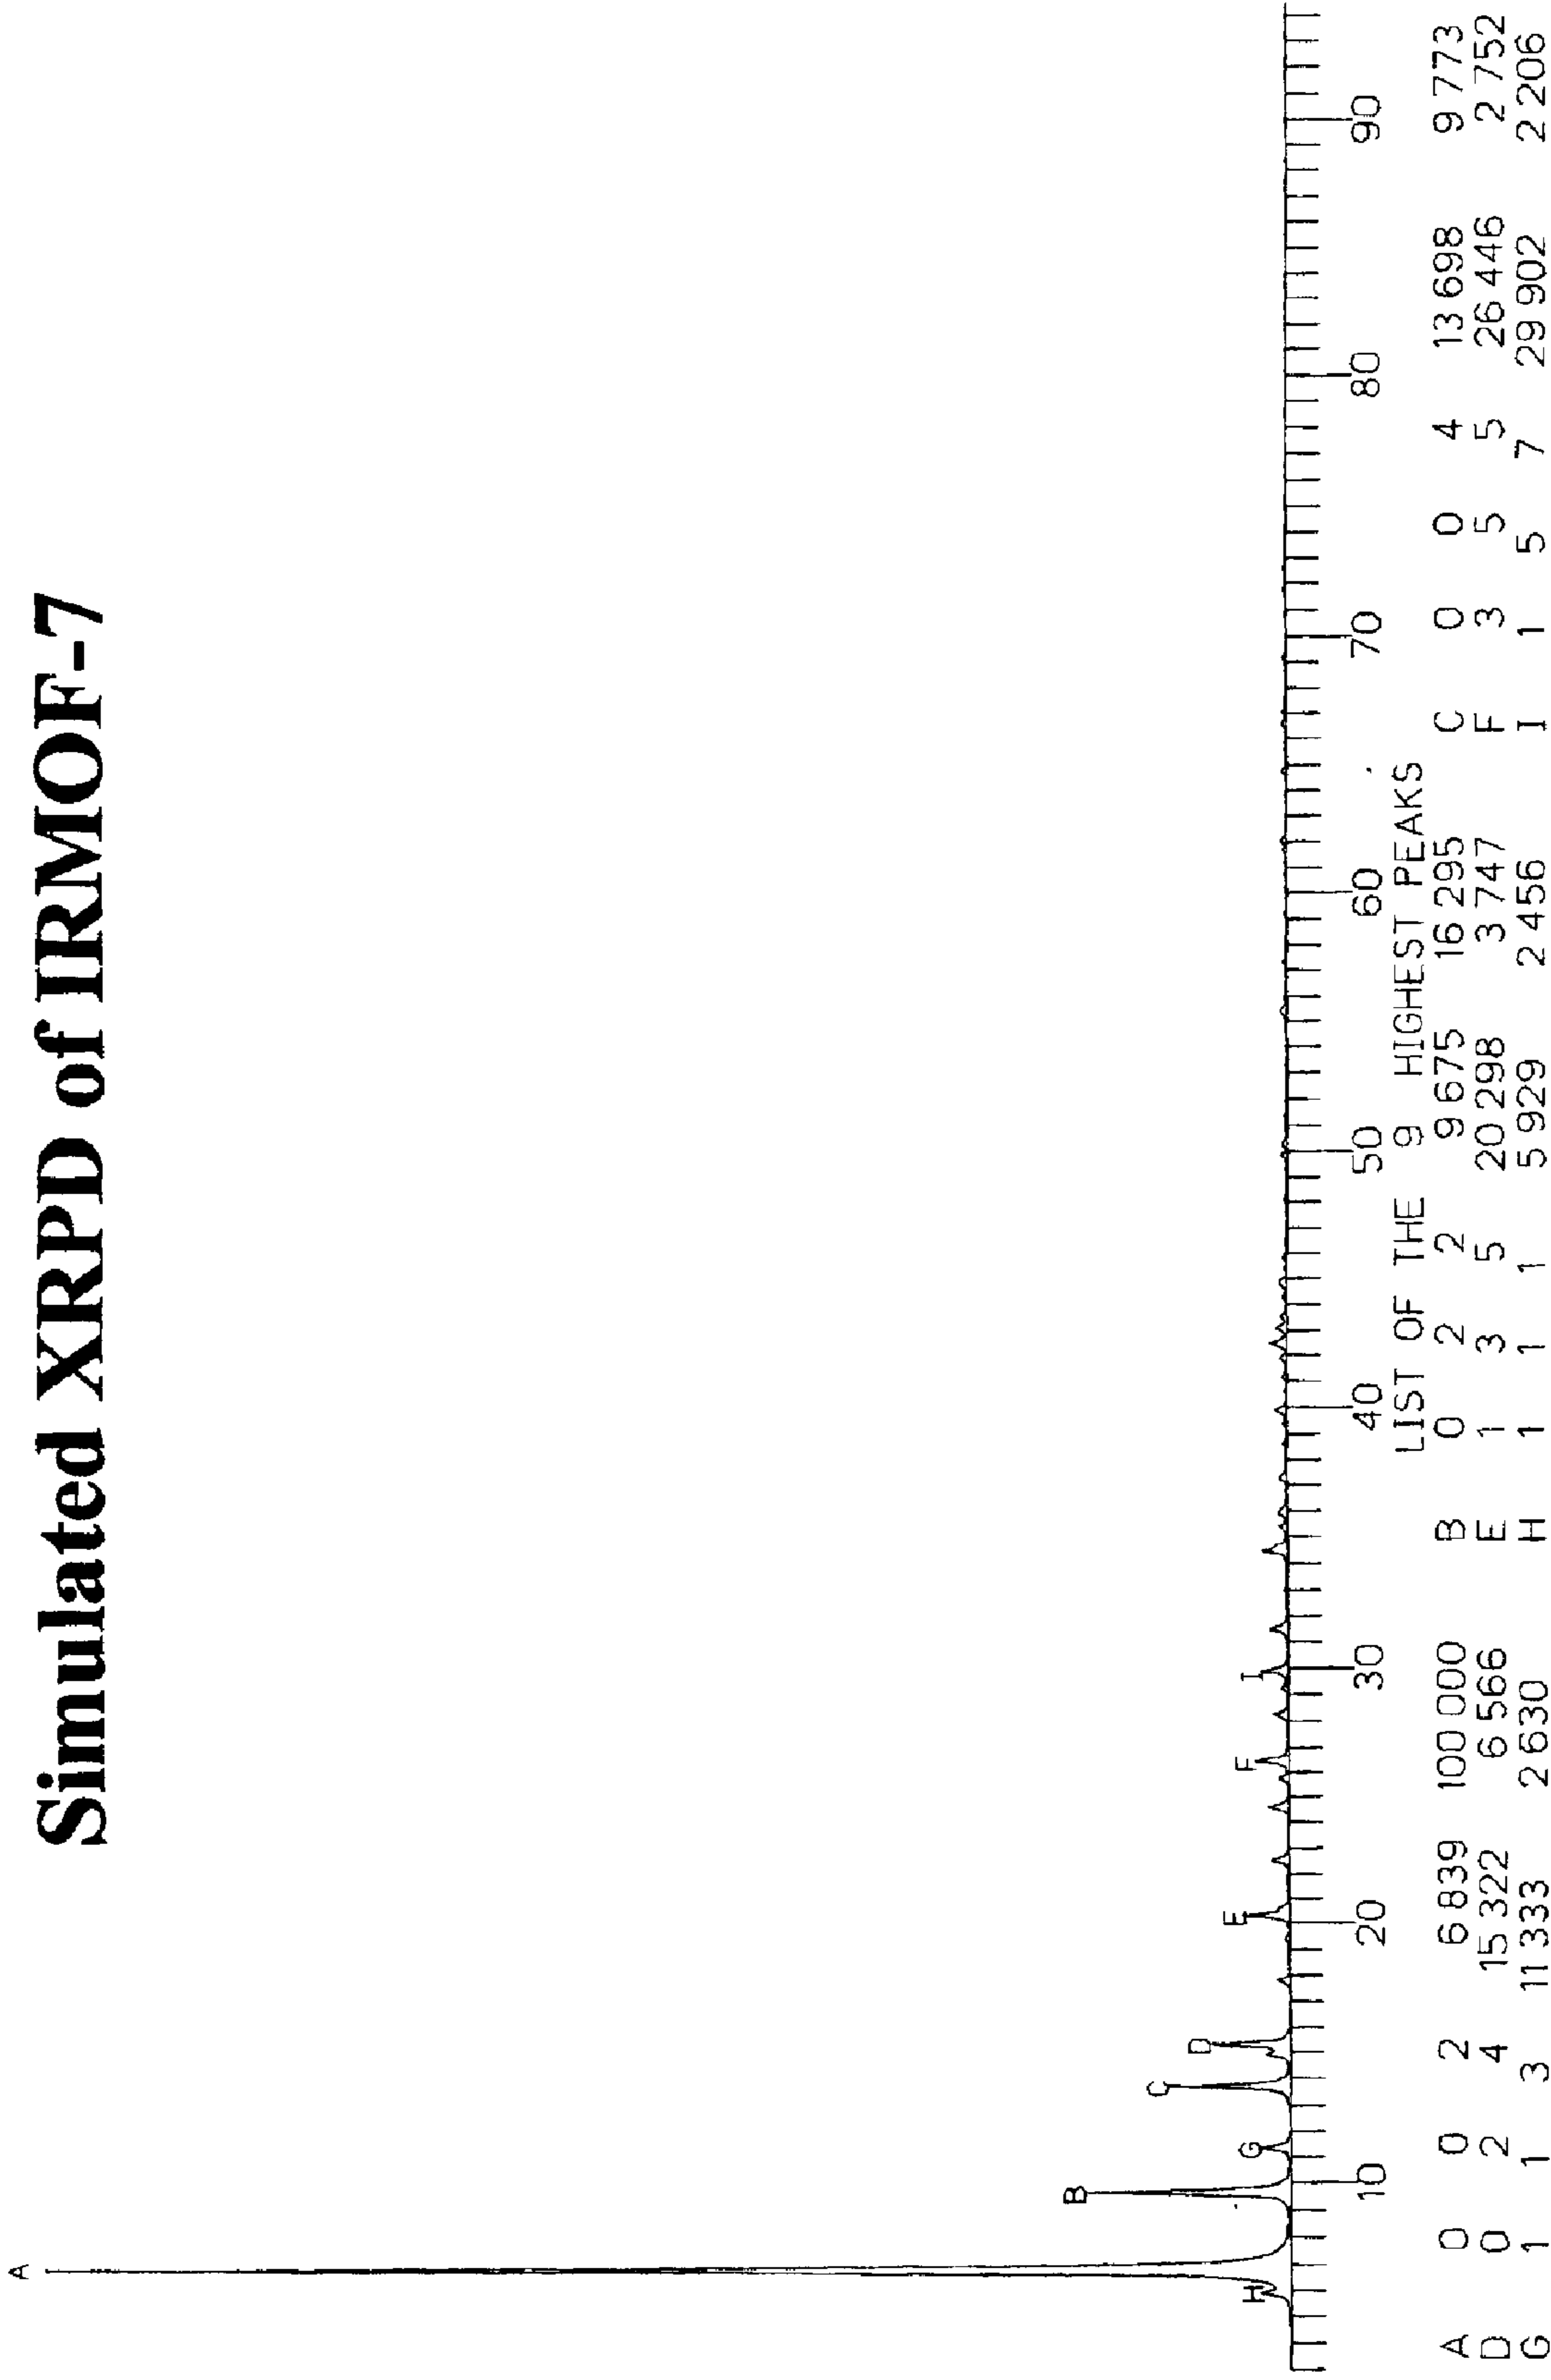 Simulated XRPD of IRMOF-7
A
H
B
G
C
D
E
F
I
10 20 30 40 50 60 70 80 90
LIST OF THE 9 HIGHEST PEAKS
A 0 0 2 6 839 100 000 B 0 2 2 9 675 16 295 C 0 0 4 13 698 9 773
D 0 2 4 15 322 6 566 E 1 3 5 20 298 3 747 F 3 5 5 26 446 2 752
G 1 1 3 11 333 2 630 H 1 1 1 5 929 2 456 I 1 5 7 29 902 2 206